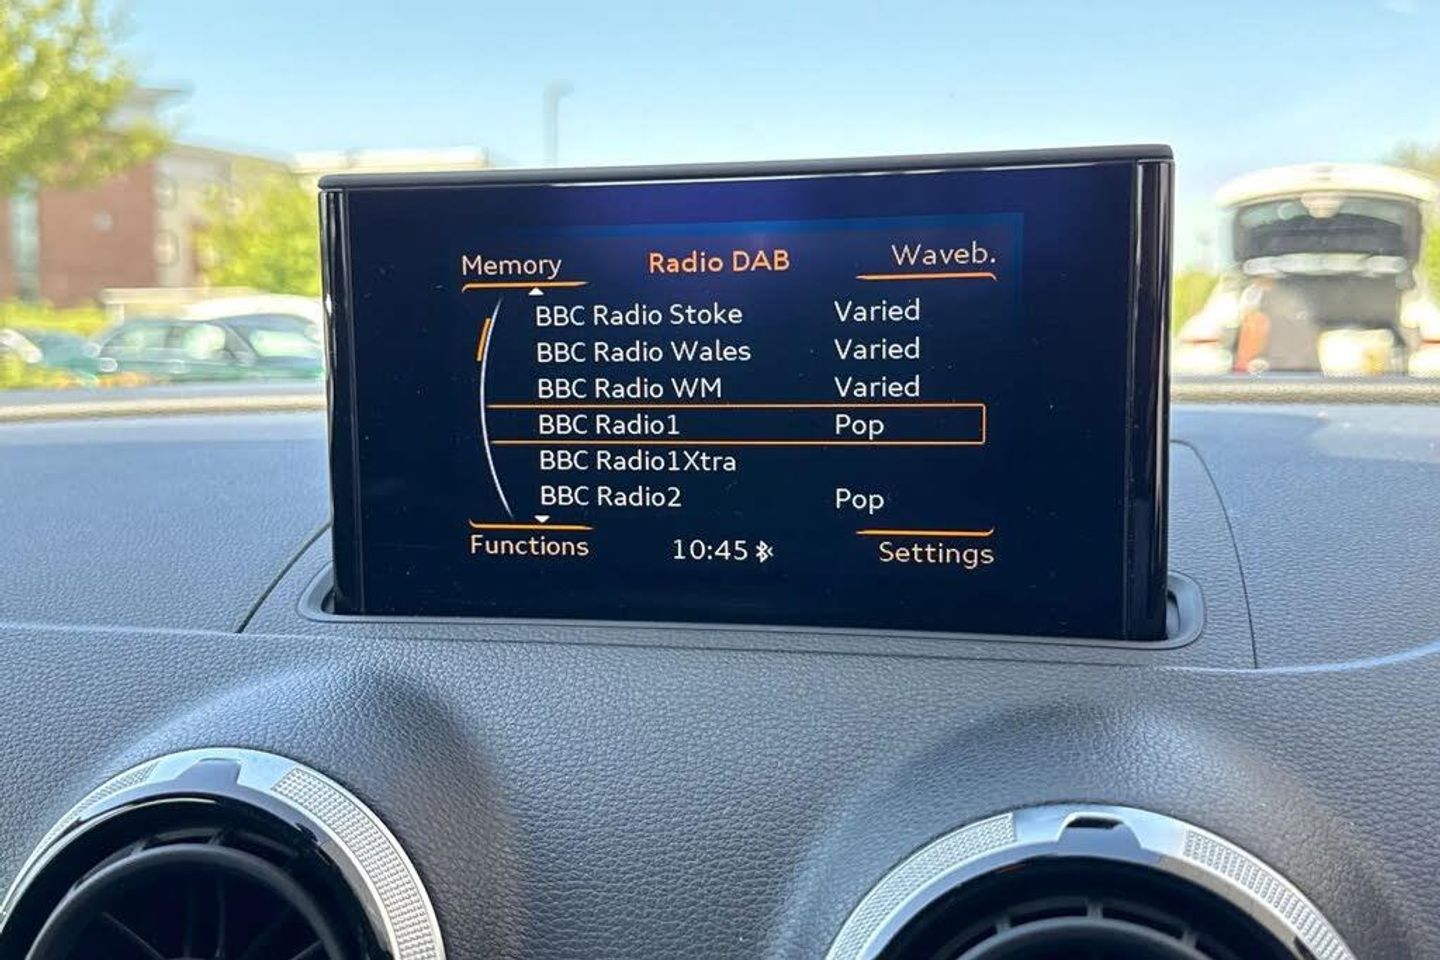 Memory Radio DAB Waveb.
BBC Radio Stoke Varied
BBC Radio Wales Varied
BBC Radio WM Varied
BBC Radio1 Pop
BBC Radio1Xtra
BBC Radio2 Pop
Functions 10:45 Settings